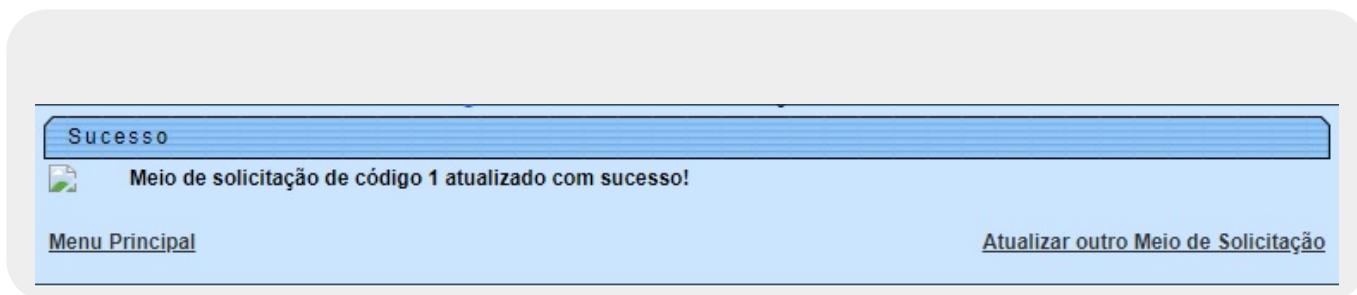 Sucesso
Meio de solicitação de código 1 atualizado com sucesso!
Menu Principal
Atualizar outro Meio de Solicitação